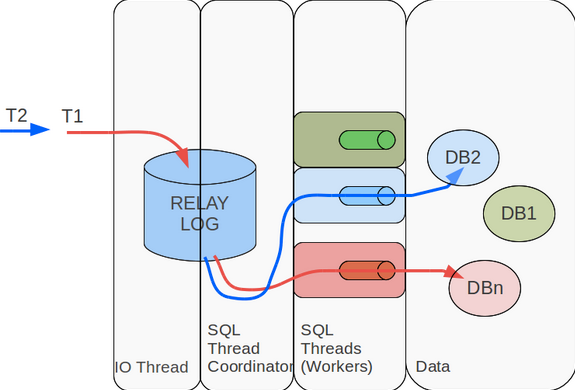 T2
T1
RELAY
LOG
DB2
DB1
DBn
IO Thread
SQL
Thread
Coordinator
SQL
Threads
(Workers)
Data